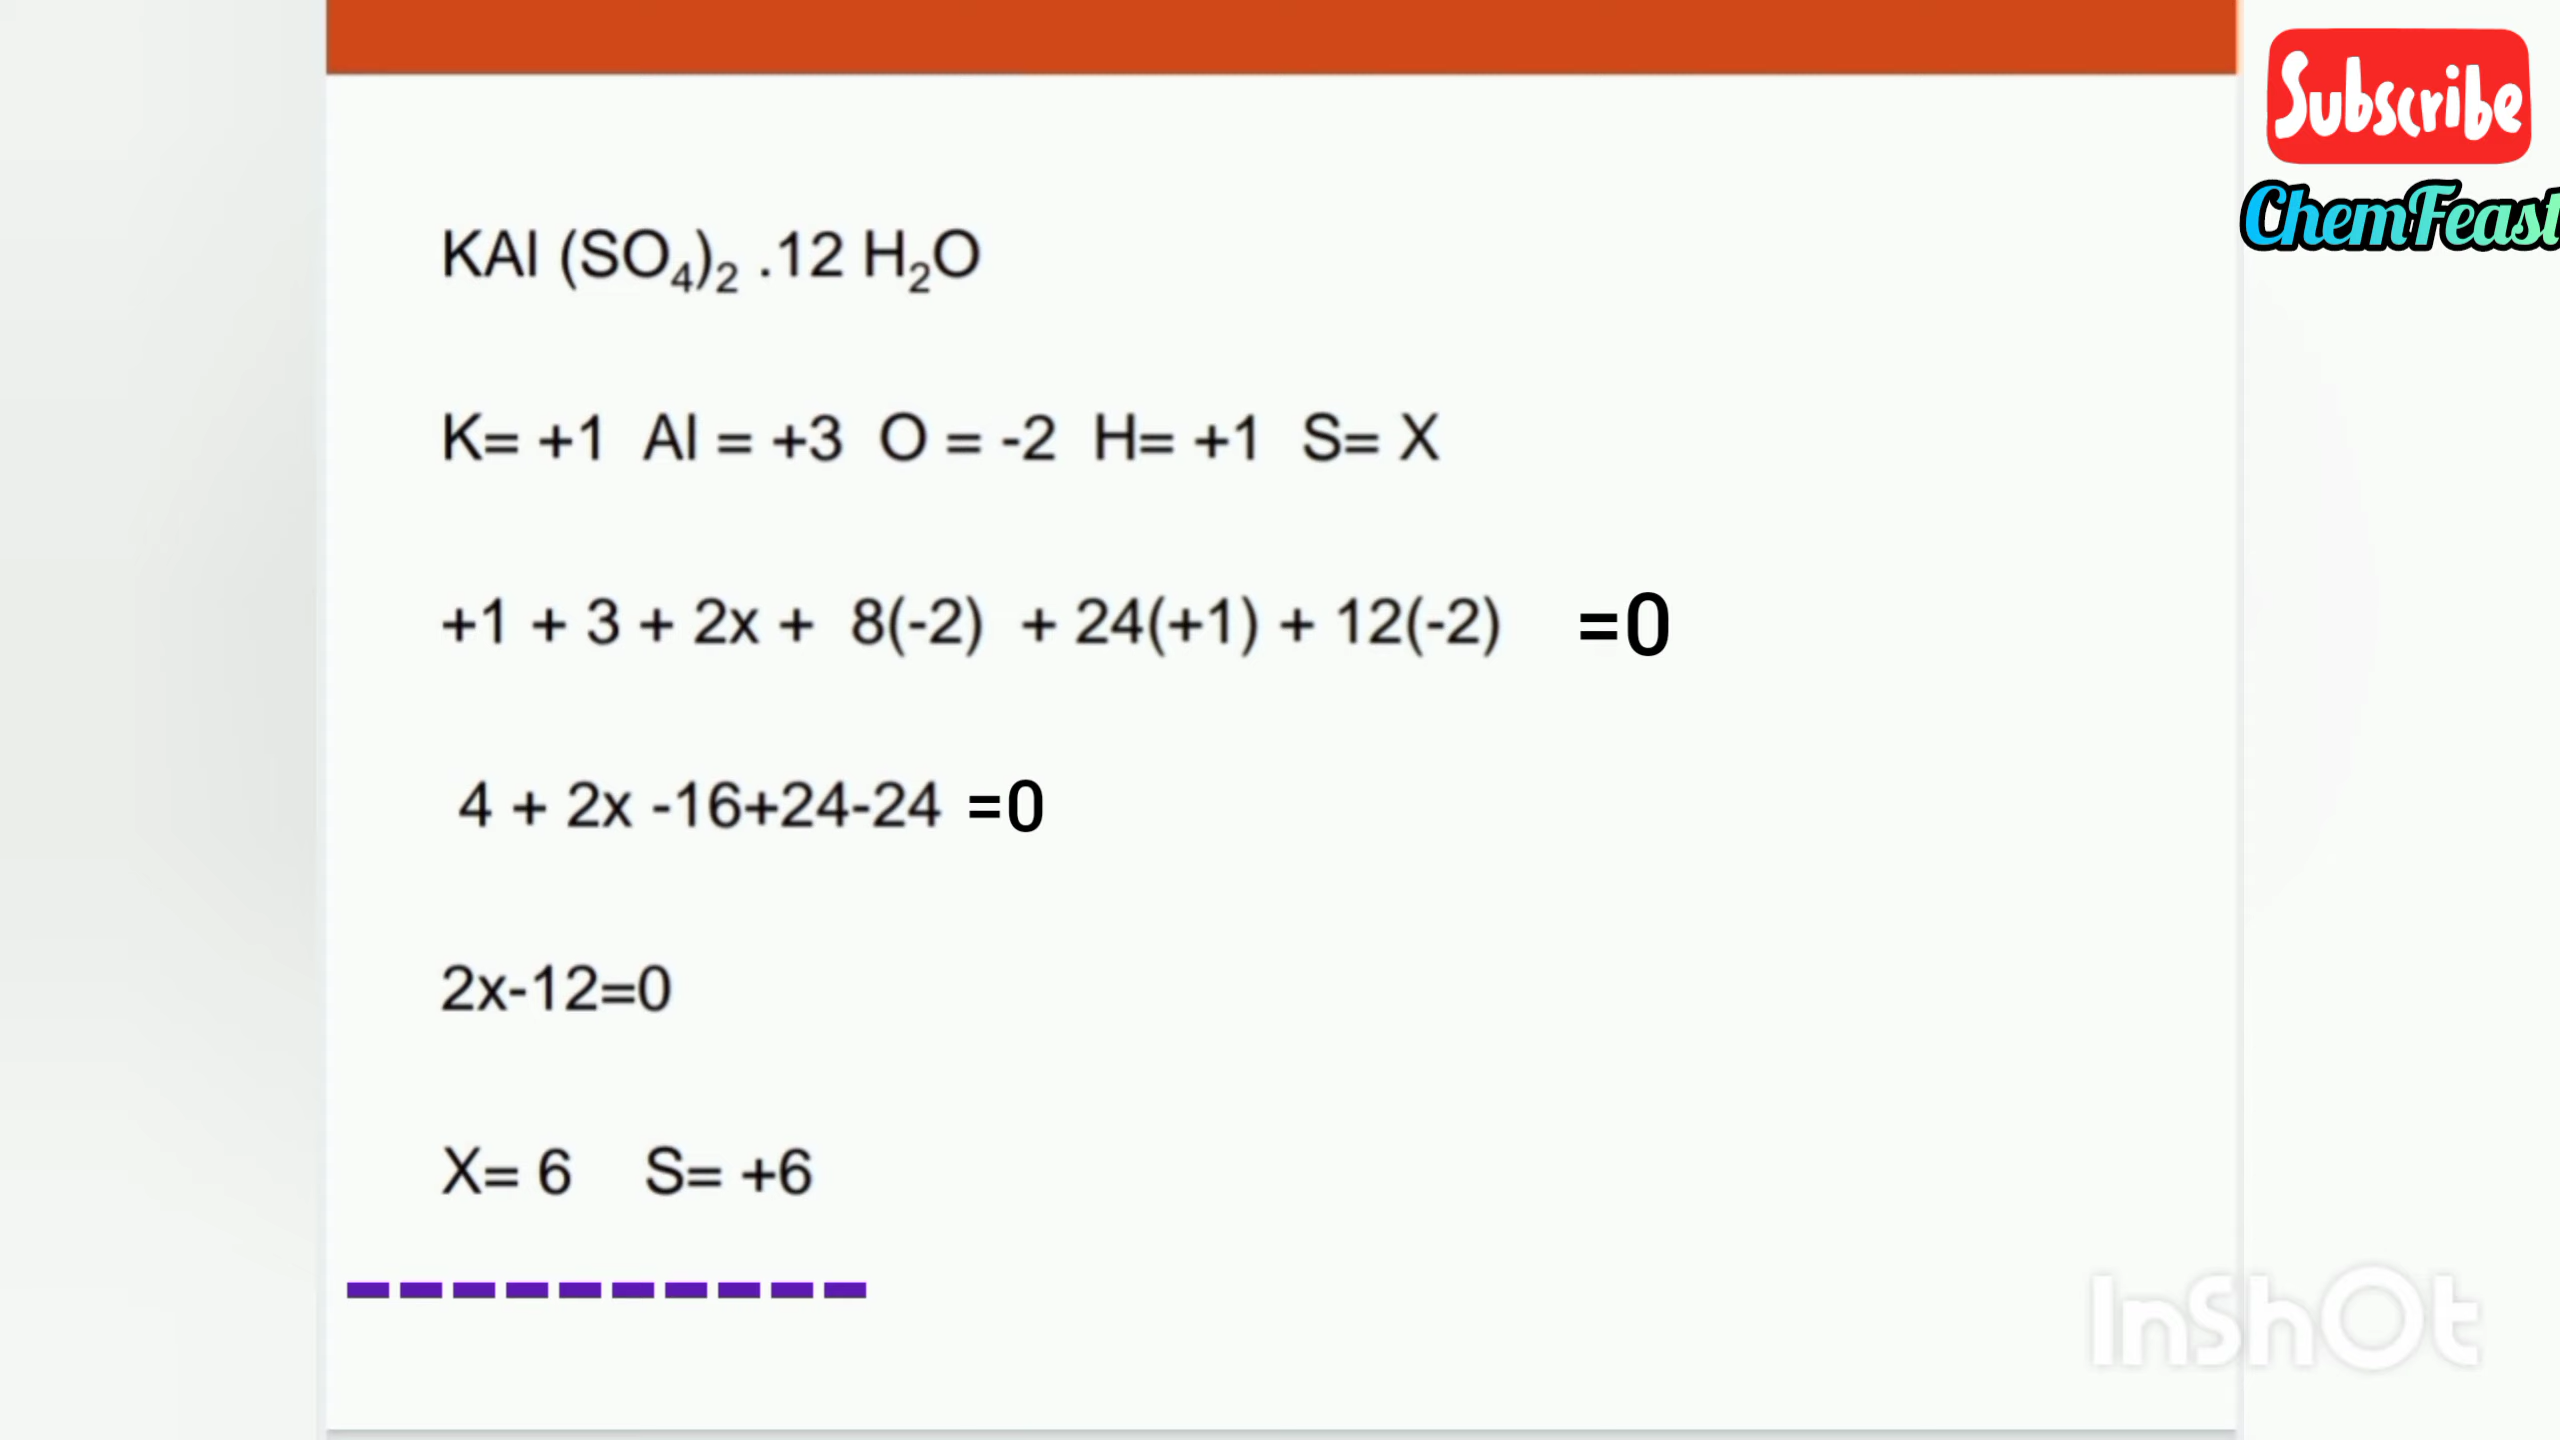 Subscribe
ChemFeast
KAl (SO₄)₂ .12 H₂O
K= +1 Al = +3 O = -2 H= +1 S= X
+1 + 3 + 2x + 8(-2) + 24(+1) + 12(-2) =0
4 + 2x -16+24-24 =0
2x-12=0
X= 6 S= +6
InShOt